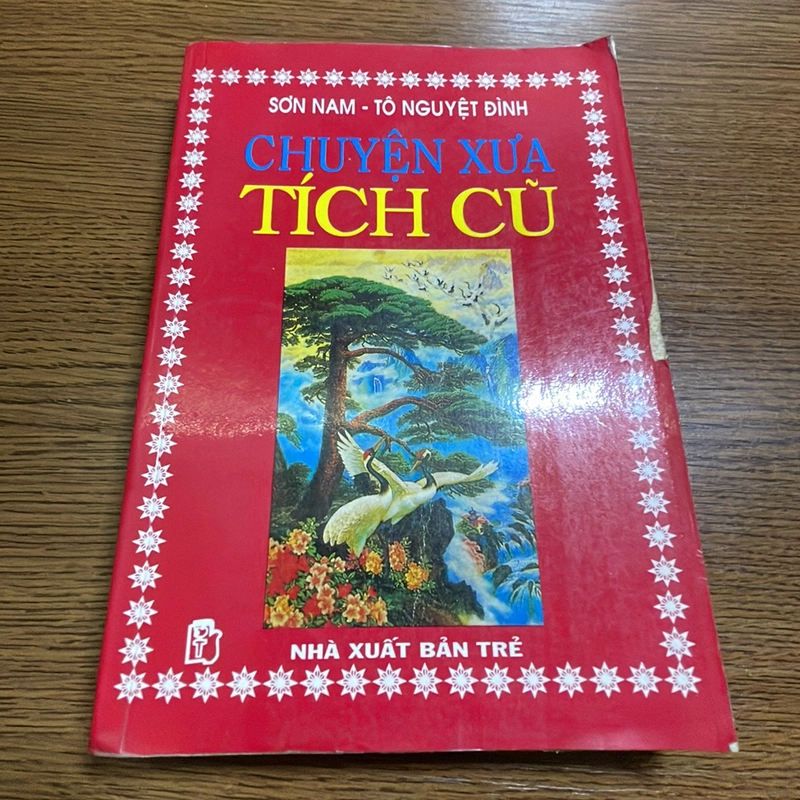 SƠN NAM - TÔ NGUYỆT ĐÌNH
CHUYỆN XƯA
TÍCH CŨ
NHÀ XUẤT BẢN TRẺ